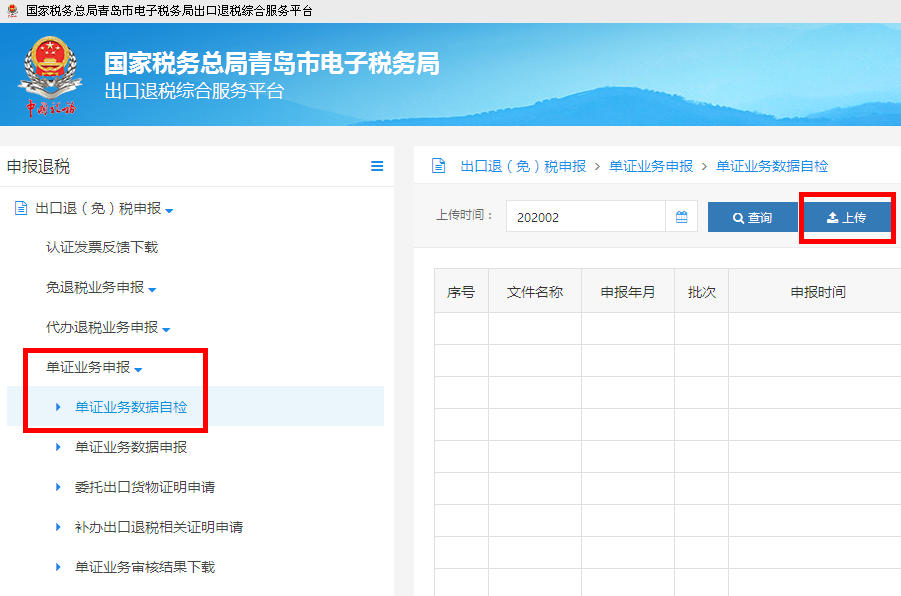 国家税务总局青岛市电子税务局出口退税综合服务平台
国家税务总局青岛市电子税务局
出口退税综合服务平台
中国税务
申报退税
出口退（免）税申报
认证发票反馈下载
免退税业务申报
代办退税业务申报
单证业务申报
单证业务数据自检
单证业务数据申报
委托出口货物证明申请
补办出口退税相关证明申请
单证业务审核结果下载
出口退（免）税申报 > 单证业务申报 > 单证业务数据自检
上传时间： 202002 查询 上传
序号 文件名称 申报年月 批次 申报时间